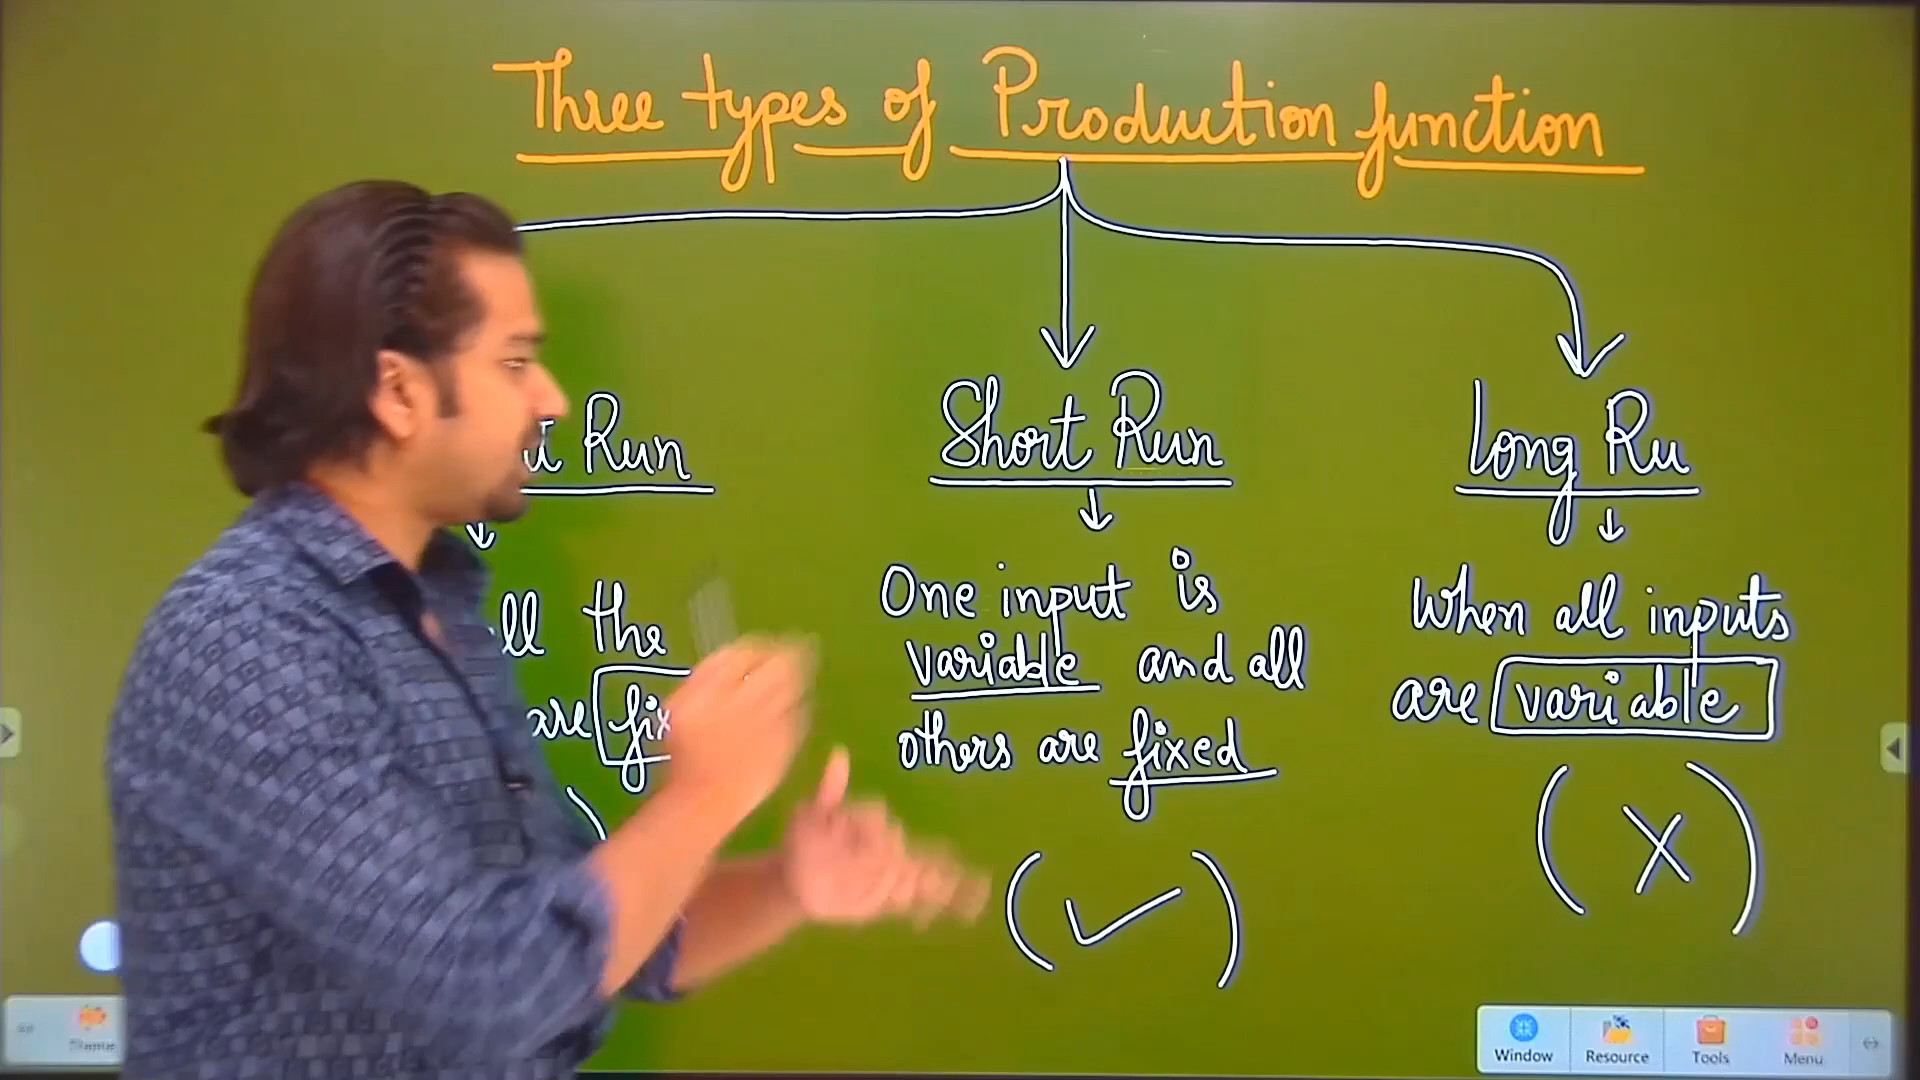 Three types of Production function
Run
Short Run
Long Ru
the
are
One input is
variable and all
others are fixed
When all inputs
are variable
Window
Resource
Tools
Menu